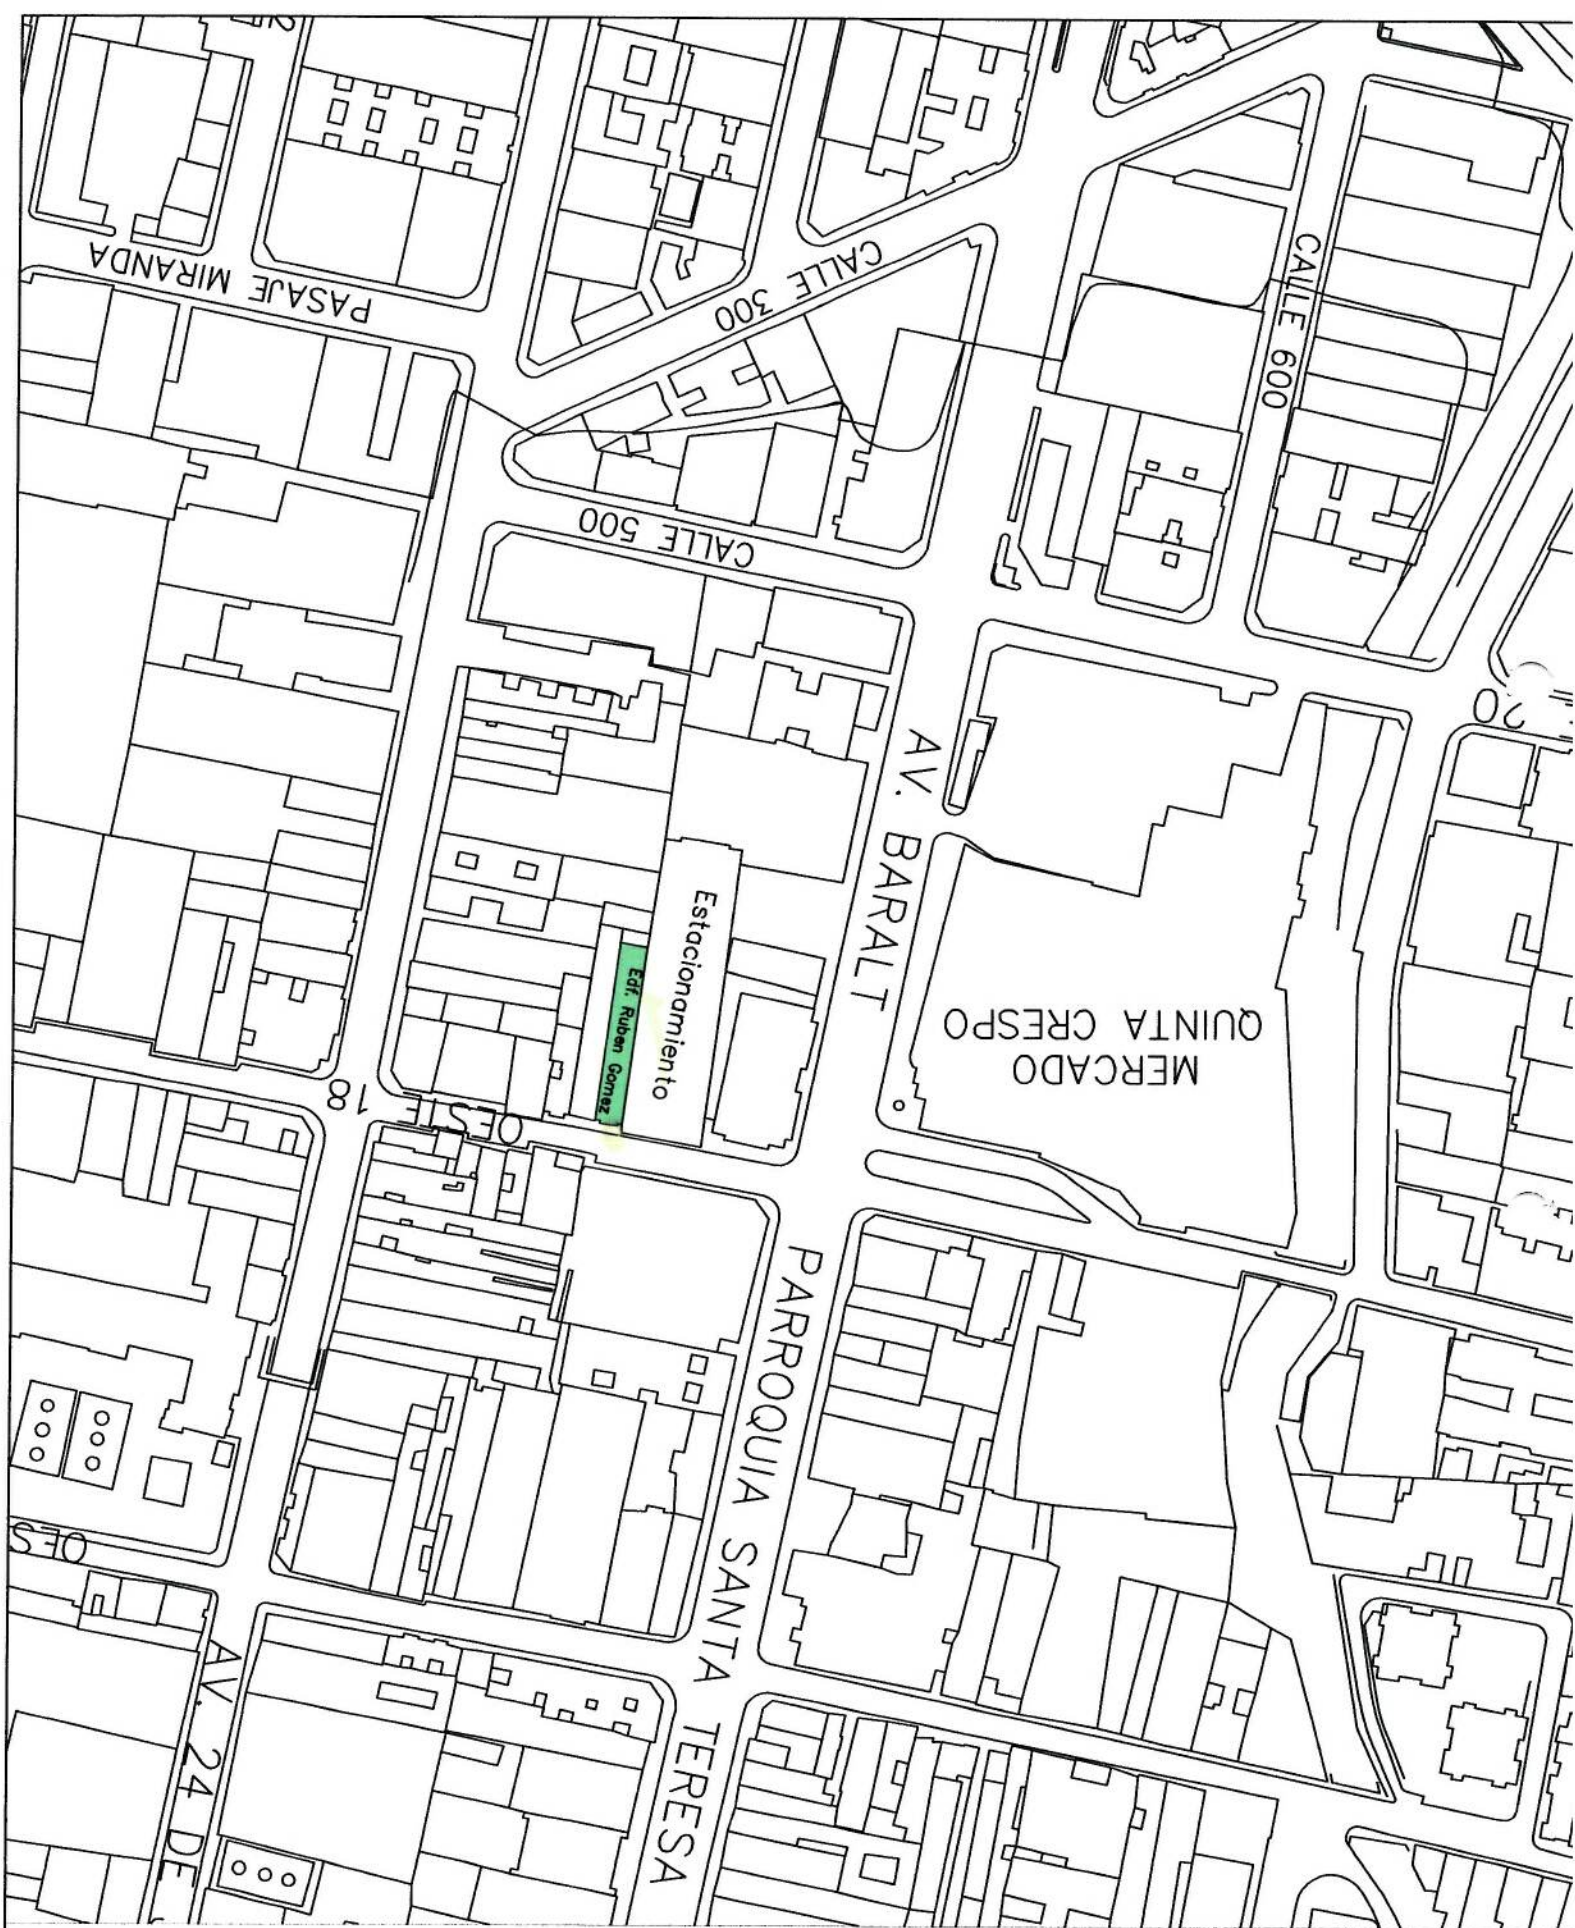 PASAJE MIRANDA
CALLE 300
CALLE 600
CALLE 500
20
AV. BARALT
Estacionamiento
Edf. Ruben Gomez
MERCADO
QUINTA CRESPO
OESTE 18
PARROQUIA SANTA TERESA
OES
AV. 24 DE